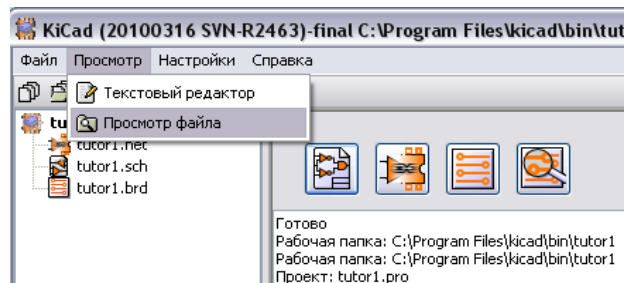 KiCad (20100316 SVN-R2463)-final C:\Program Files\kicad\bin\tut
Файл Просмотр Настройки Справка
Текстовый редактор
Просмотр файла
tu
tutor1.net
tutor1.sch
tutor1.brd
Готово
Рабочая папка: C:\Program Files\kicad\bin\tutor1
Рабочая папка: C:\Program Files\kicad\bin\tutor1
Проект: tutor1.pro